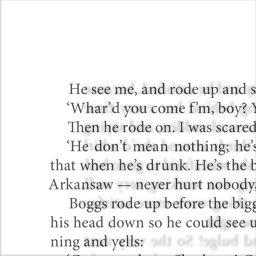 He see me, and rode up and s
‘Whar’d you come f’m, boy? Y
Then he rode on. I was scared
‘He don’t mean nothing; he’s
that when he’s drunk. He’s the b
Arkansaw — never hurt nobody,
Boggs rode up before the bigg
his head down so he could see u
ning and yells: